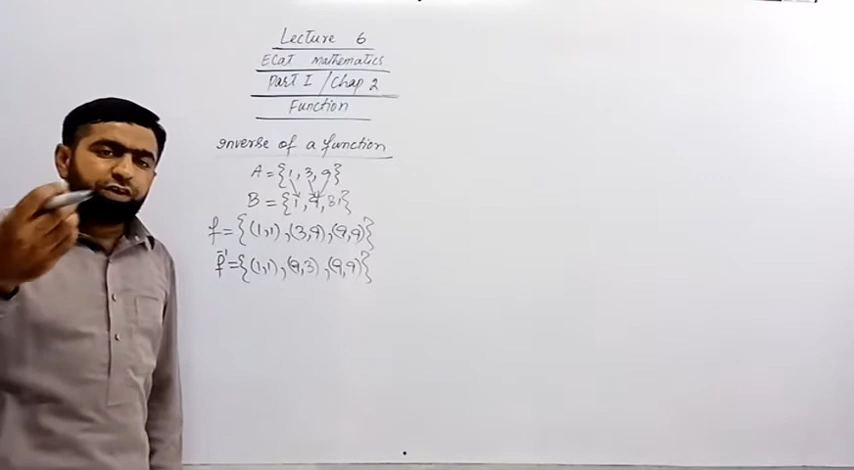 Lecture 6
ECat Mathematics
Part I / Chap 2
Function
inverse of a function
A = {1, 3, 9}
B = {1, 9, 81}
f = {(1,1), (3,9), (9,9)}
f⁻¹ = {(1,1), (9,3), (9,9)}